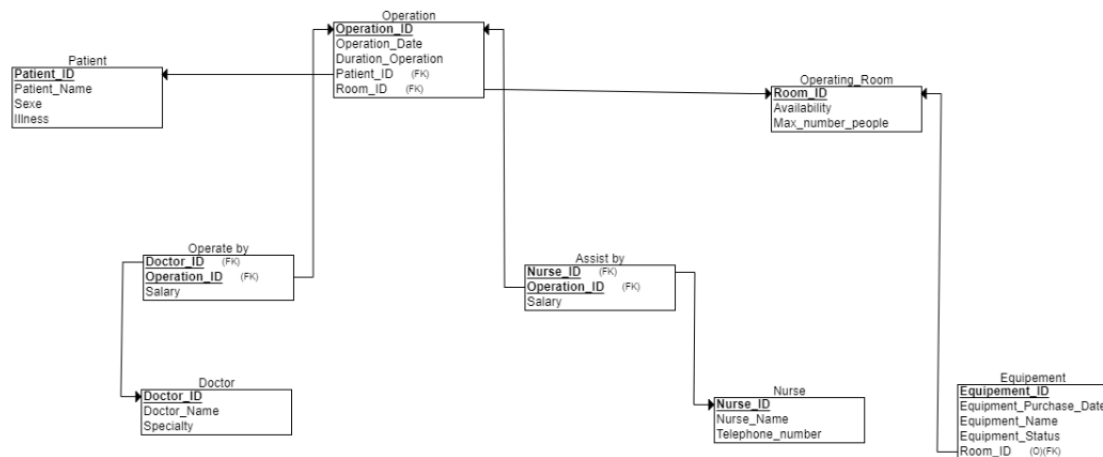 Operation
Operation_ID
Operation_Date
Duration_Operation
Patient_ID (FK)
Room_ID (FK)
Patient
Patient_ID
Patient_Name
Sexe
Illness
Operating_Room
Room_ID
Availability
Max_number_people
Operate by
Doctor_ID (FK)
Operation_ID (FK)
Salary
Assist by
Nurse_ID (FK)
Operation_ID (FK)
Salary
Doctor
Doctor_ID
Doctor_Name
Specialty
Nurse
Nurse_ID
Nurse_Name
Telephone_number
Equipement
Equipement_ID
Equipment_Purchase_Date
Equipment_Name
Equipment_Status
Room_ID (O)(FK)